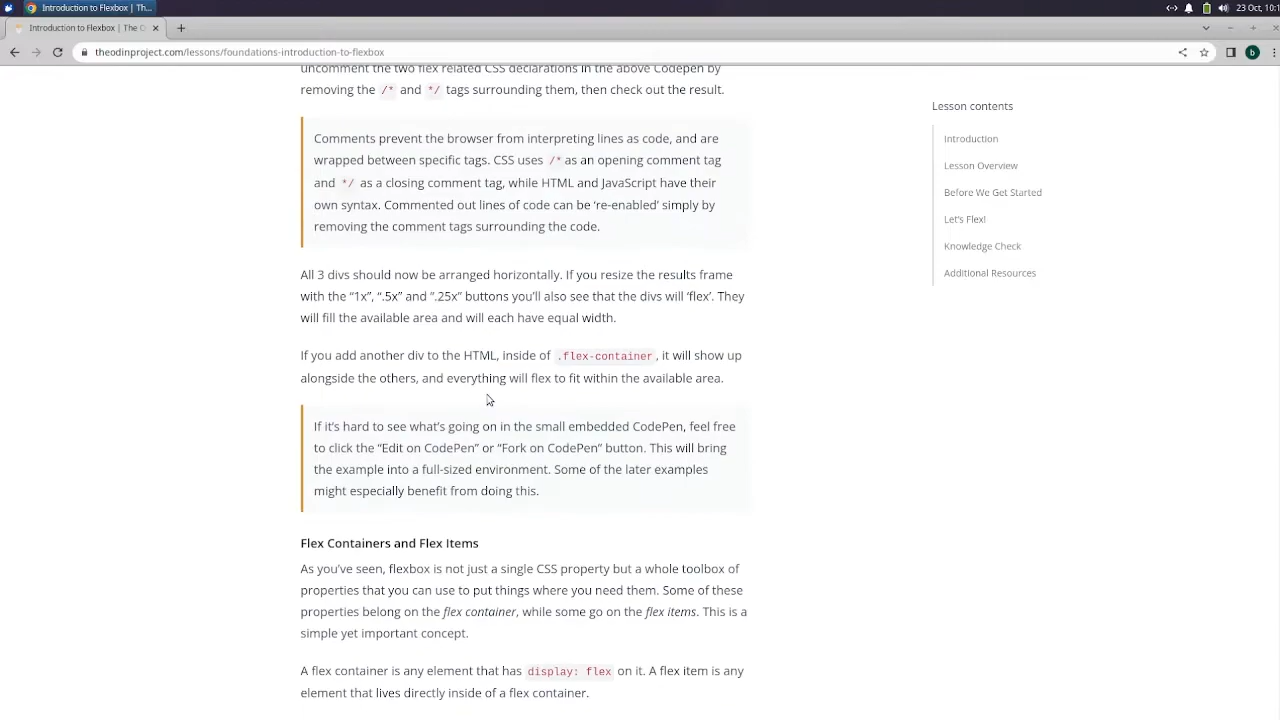 Introduction to Flexbox | Th...
23 Oct, 10:1
Introduction to Flexbox | The
theodinproject.com/lessons/foundations-introduction-to-flexbox
b
uncomment the two flex related CSS declarations in the above Codepen by
removing the /* and */ tags surrounding them, then check out the result.
Comments prevent the browser from interpreting lines as code, and are
wrapped between specific tags. CSS uses /* as an opening comment tag
and */ as a closing comment tag, while HTML and JavaScript have their
own syntax. Commented out lines of code can be ‘re-enabled’ simply by
removing the comment tags surrounding the code.
All 3 divs should now be arranged horizontally. If you resize the results frame
with the “1x”, “.5x” and “.25x” buttons you’ll also see that the divs will ‘flex’. They
will fill the available area and will each have equal width.
If you add another div to the HTML, inside of .flex-container, it will show up
alongside the others, and everything will flex to fit within the available area.
If it’s hard to see what’s going on in the small embedded CodePen, feel free
to click the “Edit on CodePen” or “Fork on CodePen” button. This will bring
the example into a full-sized environment. Some of the later examples
might especially benefit from doing this.
Flex Containers and Flex Items
As you’ve seen, flexbox is not just a single CSS property but a whole toolbox of
properties that you can use to put things where you need them. Some of these
properties belong on the flex container, while some go on the flex items. This is a
simple yet important concept.
A flex container is any element that has display: flex on it. A flex item is any
element that lives directly inside of a flex container.
Lesson contents
Introduction
Lesson Overview
Before We Get Started
Let’s Flex!
Knowledge Check
Additional Resources